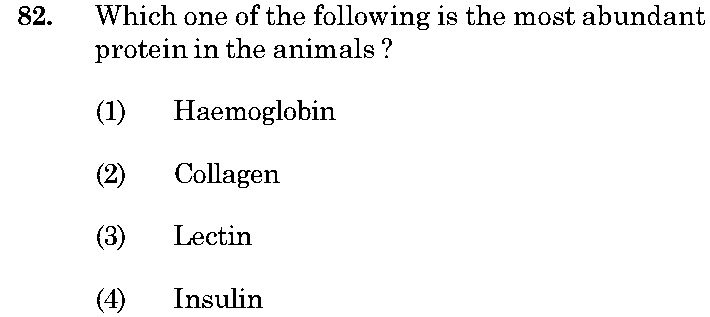 82. Which one of the following is the most abundant
protein in the animals ?
(1) Haemoglobin
(2) Collagen
(3) Lectin
(4) Insulin